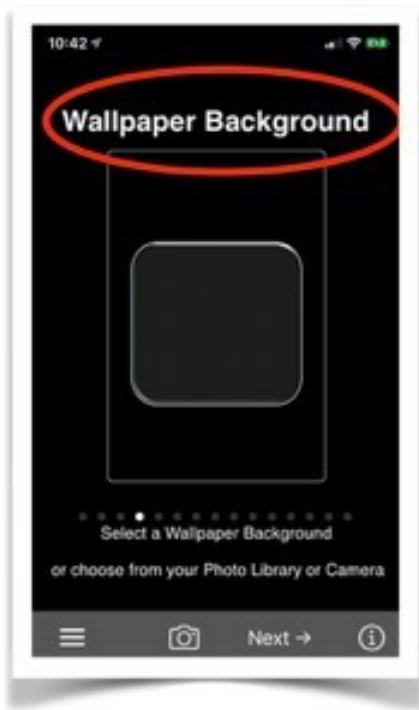 10:42
Wallpaper Background
Select a Wallpaper Background
or choose from your Photo Library or Camera
Next →